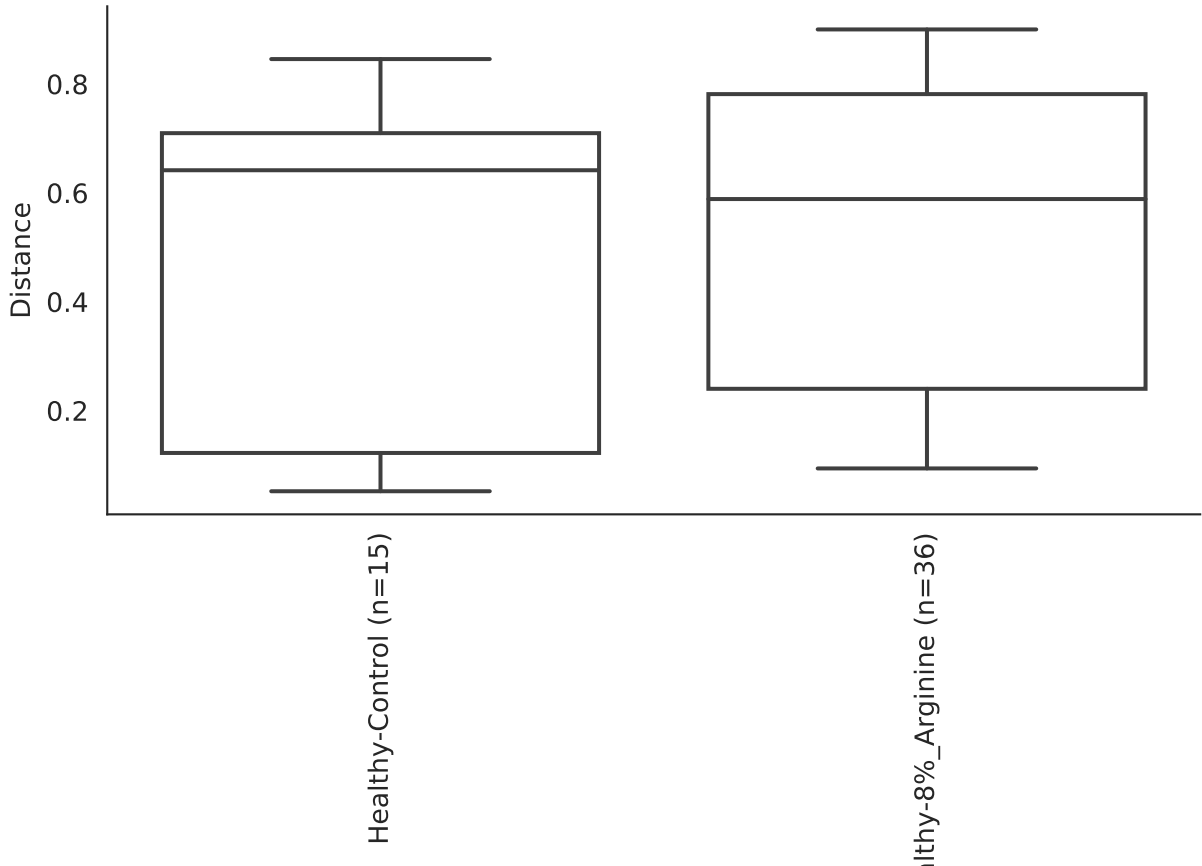 Distance
0.8
0.6
0.4
0.2
Healthy-Control (n=15)
lthy-8%_Arginine (n=36)